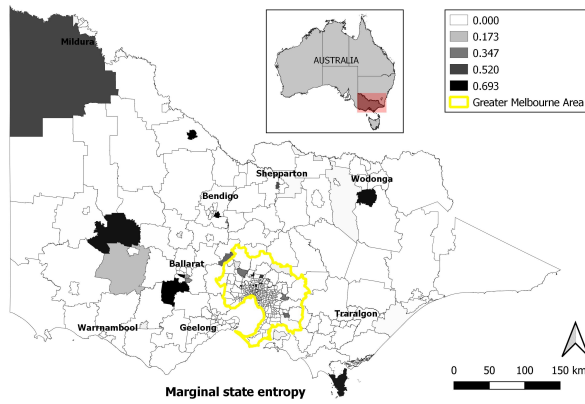 Mildura
AUSTRALIA
0.000
0.173
0.347
0.520
0.693
Greater Melbourne Area
Shepparton
Wodonga
Bendigo
Ballarat
Warrnambool
Geelong
Traralgon
Marginal state entropy
0 50 100 150 km